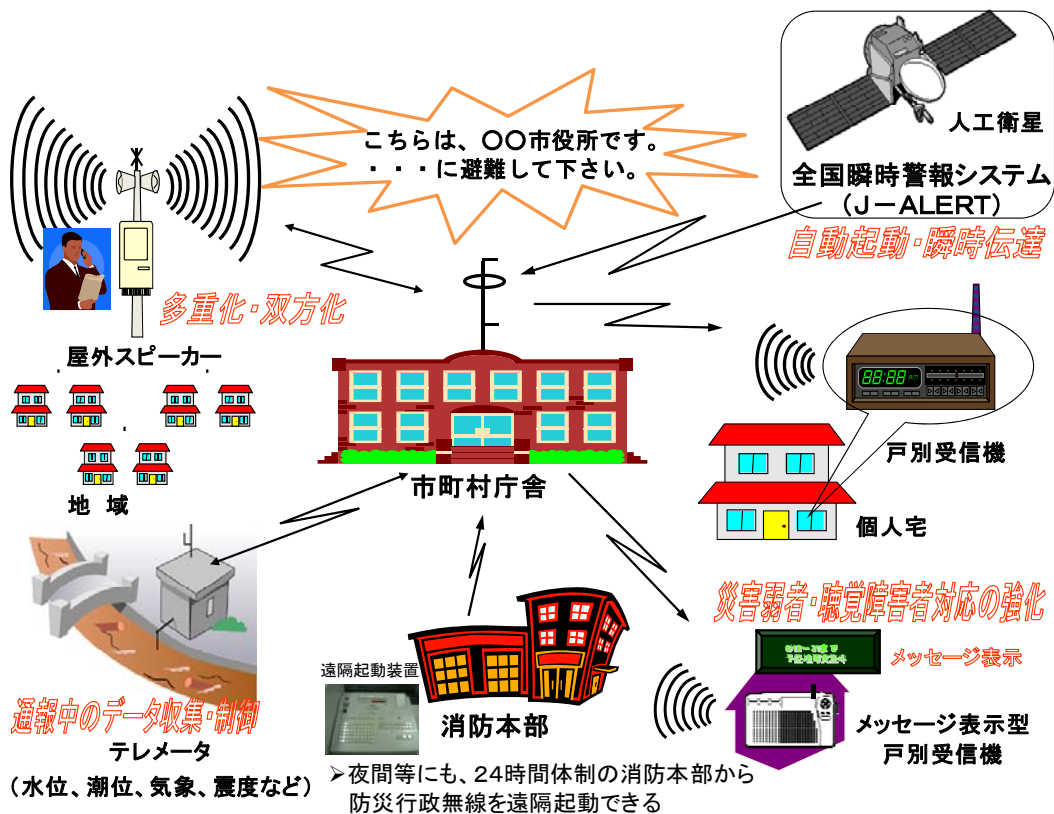 こちらは、〇〇市役所です。
・・・に避難して下さい。
人工衛星
全国瞬時警報システム
（Ｊ－ALERT）
自動起動・瞬時伝達
多重化・双方化
屋外スピーカー
地 域
88:88 AM
戸別受信機
個人宅
市町村庁舎
災害弱者・聴覚障害者対応の強化
メッセージ表示
メッセージ表示型
戸別受信機
通報中のデータ収集・制御
テレメータ
（水位、潮位、気象、震度など）
遠隔起動装置
消防本部
➢夜間等にも、２４時間体制の消防本部から
防災行政無線を遠隔起動できる